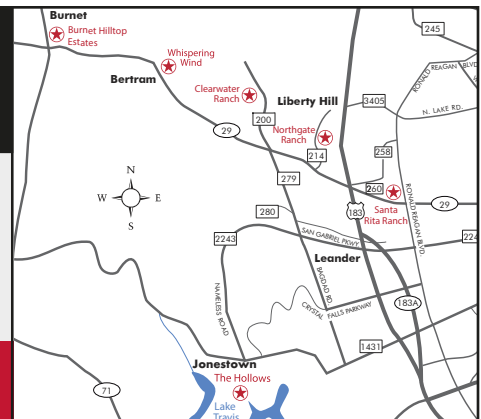 Burnet
Burnet Hilltop
Estates
245
Whispering
Wind
RONALD REAGAN BLVD
Bertram
Clearwater
Ranch
Liberty Hill
3405
N. LAKE RD.
200
29
Northgate
Ranch
214
258
279
260
N
W
E
S
280
183
Santa
Rita Ranch
29
RONALD REAGAN BLVD.
2243
SAN GABRIEL PKWY
224
Leander
BAGDAD RD
NAMELESS ROAD
CRYSTAL FALLS PARKWAY
183A
1431
Jonestown
The Hollows
71
Lake
Travis